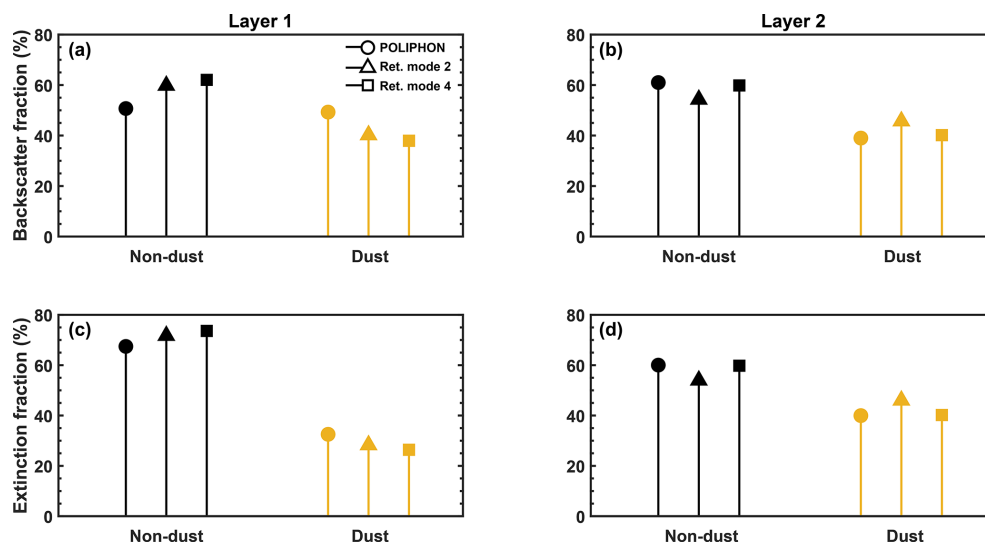 Layer 1
Layer 2
Backscatter fraction (%)
80
60
40
20
0
(a)
POLIPHON
Ret. mode 2
Ret. mode 4
Non-dust
Dust
80
60
40
20
0
(b)
Non-dust
Dust
Extinction fraction (%)
80
60
40
20
0
(c)
Non-dust
Dust
80
60
40
20
0
(d)
Non-dust
Dust